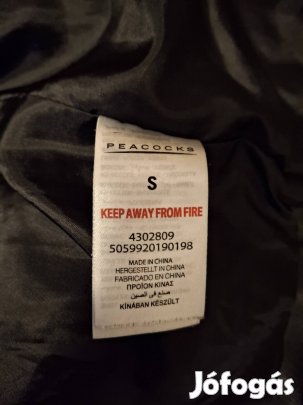 PEACOCKS
S
KEEP AWAY FROM FIRE
4302809
5059920190198
MADE IN CHINA
HERGESTELLT IN CHINA
FABRICADO EN CHINA
ΠΡΟΪΟΝ ΚΙΝΑΣ
صنع في الصين
KÍNÁBAN KÉSZÜLT
Jófogás